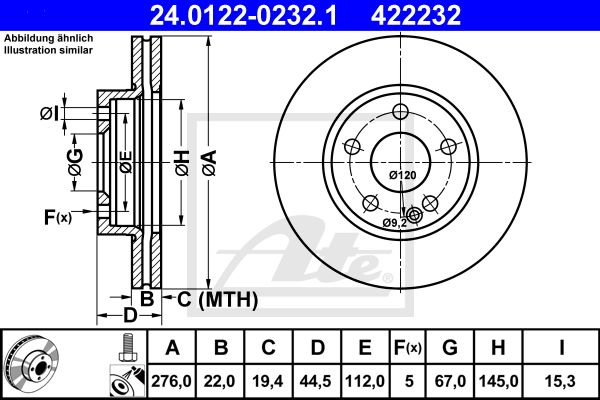 24.0122-0232.1 422232
Abbildung ähnlich
Illustration similar
ØI
ØG
ØE
ØH
ØA
F(x)
B
C (MTH)
D
Ø120
Ø9,2
Ate
A B C D E F(x) G H I
276,0 22,0 19,4 44,5 112,0 5 67,0 145,0 15,3